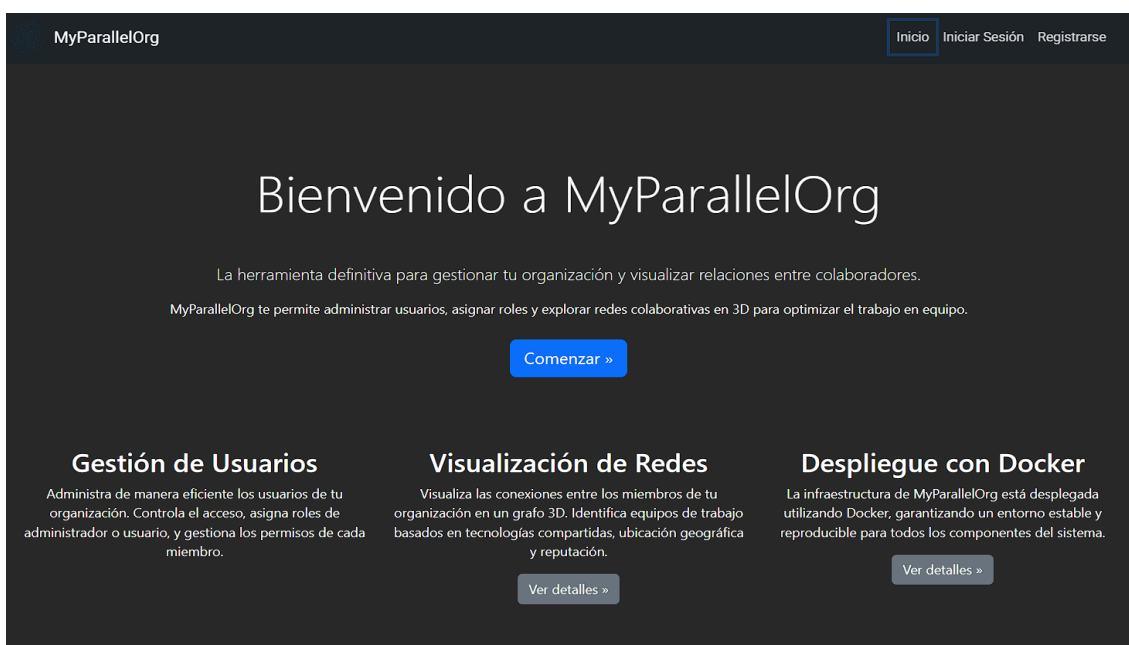 MyParallelOrg
Inicio
Iniciar Sesión
Registrarse
Bienvenido a MyParallelOrg
La herramienta definitiva para gestionar tu organización y visualizar relaciones entre colaboradores.
MyParallelOrg te permite administrar usuarios, asignar roles y explorar redes colaborativas en 3D para optimizar el trabajo en equipo.
Comenzar »
Gestión de Usuarios
Administra de manera eficiente los usuarios de tu
organización. Controla el acceso, asigna roles de
administrador o usuario, y gestiona los permisos de cada
miembro.
Visualización de Redes
Visualiza las conexiones entre los miembros de tu
organización en un grafo 3D. Identifica equipos de trabajo
basados en tecnologías compartidas, ubicación geográfica
y reputación.
Ver detalles »
Despliegue con Docker
La infraestructura de MyParallelOrg está desplegada
utilizando Docker, garantizando un entorno estable y
reproducible para todos los componentes del sistema.
Ver detalles »